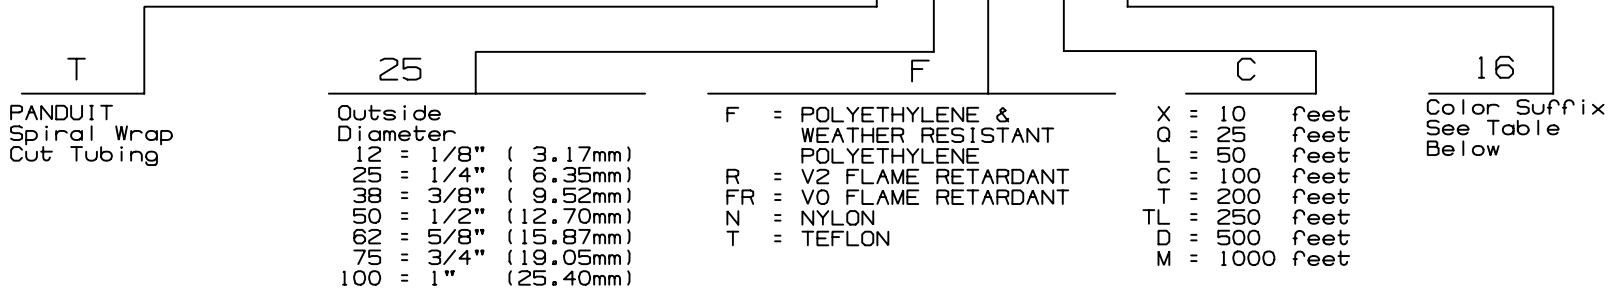 T 25 F C 16
PANDUIT
Spiral Wrap
Cut Tubing
Outside
Diameter
12 = 1/8" ( 3.17mm)
25 = 1/4" ( 6.35mm)
38 = 3/8" ( 9.52mm)
50 = 1/2" (12.70mm)
62 = 5/8" (15.87mm)
75 = 3/4" (19.05mm)
100 = 1" (25.40mm)
F = POLYETHYLENE &
WEATHER RESISTANT
POLYETHYLENE
R = V2 FLAME RETARDANT
FR = V0 FLAME RETARDANT
N = NYLON
T = TEFLON
X = 10 feet
Q = 25 feet
L = 50 feet
C = 100 feet
T = 200 feet
TL = 250 feet
D = 500 feet
M = 1000 feet
Color Suffix
See Table
Below